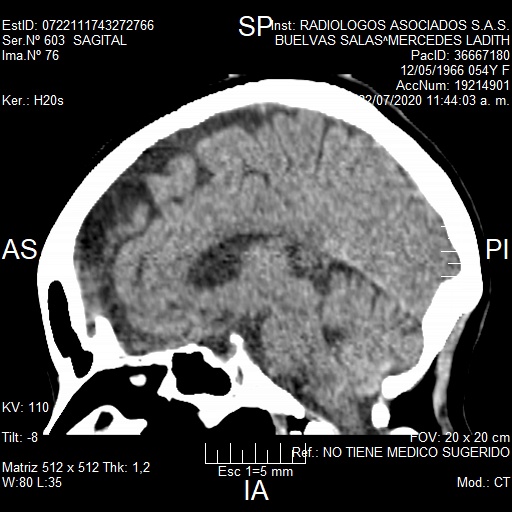 EstID: 0722111743272766
Ser.Nº 603 SAGITAL
Ima.Nº 76
Ker.: H20s
SP
Inst: RADIOLOGOS ASOCIADOS S.A.S.
BUELVAS SALAS^MERCEDES LADITH
PacID: 36667180
12/05/1966 054Y F
AccNum: 19214901
22/07/2020 11:44:03 a. m.
AS
PI
KV: 110
Tilt: -8
Matriz 512 x 512 Thk: 1,2
W:80 L:35
Esc 1=5 mm
IA
FOV: 20 x 20 cm
Ref.: NO TIENE MEDICO SUGERIDO
Mod.: CT